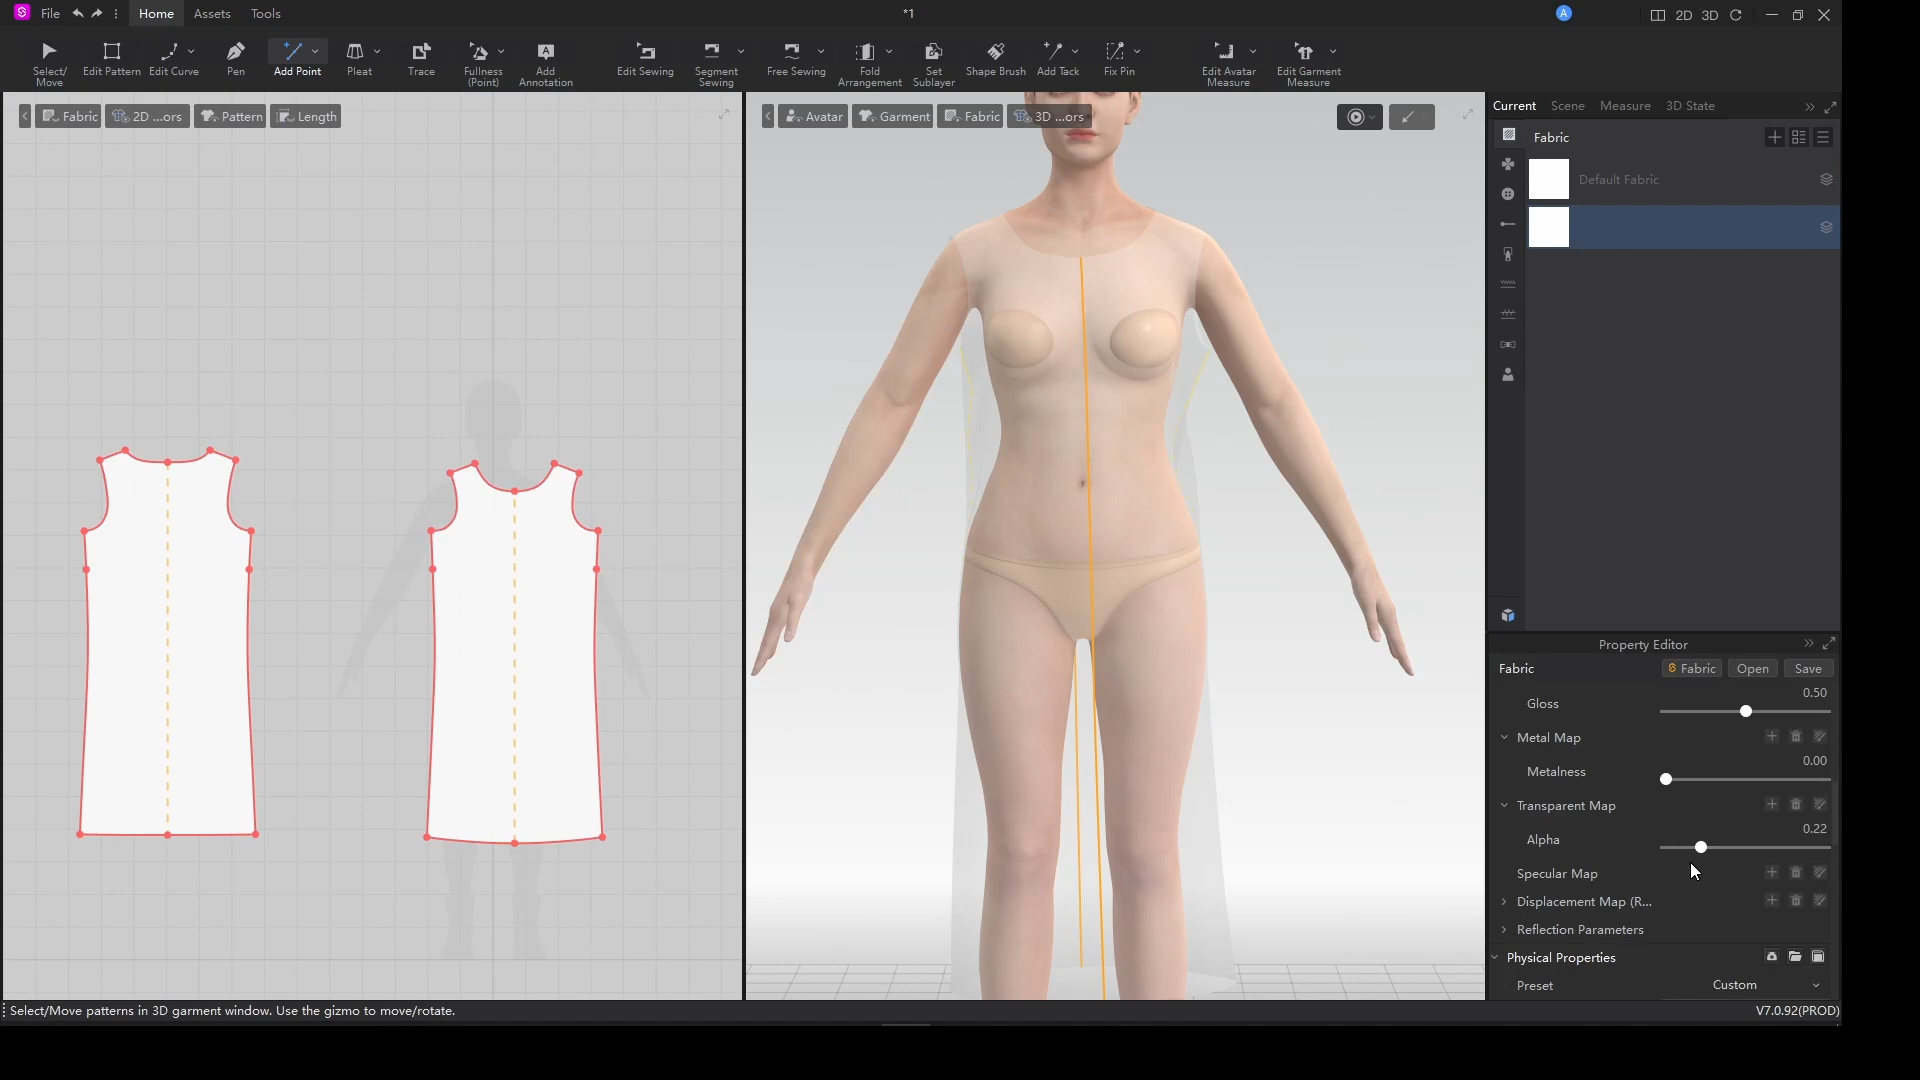 File Home Assets Tools *1 A 2D 3D
Select/ Move
Edit Pattern
Edit Curve
Pen
Add Point
Pleat
Trace
Fullness (Point)
Add Annotation
Edit Sewing
Segment Sewing
Free Sewing
Fold Arrangement
Set Sublayer
Shape Brush
Add Tack
Fix Pin
Edit Avatar Measure
Edit Garment Measure
Fabric 2D ...ors Pattern Length
Avatar Garment Fabric 3D ...ors
Current Scene Measure 3D State
Fabric
Default Fabric
Property Editor
Fabric Fabric Open Save
0.50
Gloss
Metal Map
0.00
Metalness
Transparent Map
0.22
Alpha
Specular Map
Displacement Map (R...
Reflection Parameters
Physical Properties
Preset Custom
Select/Move patterns in 3D garment window. Use the gizmo to move/rotate.
V7.0.92(PROD)